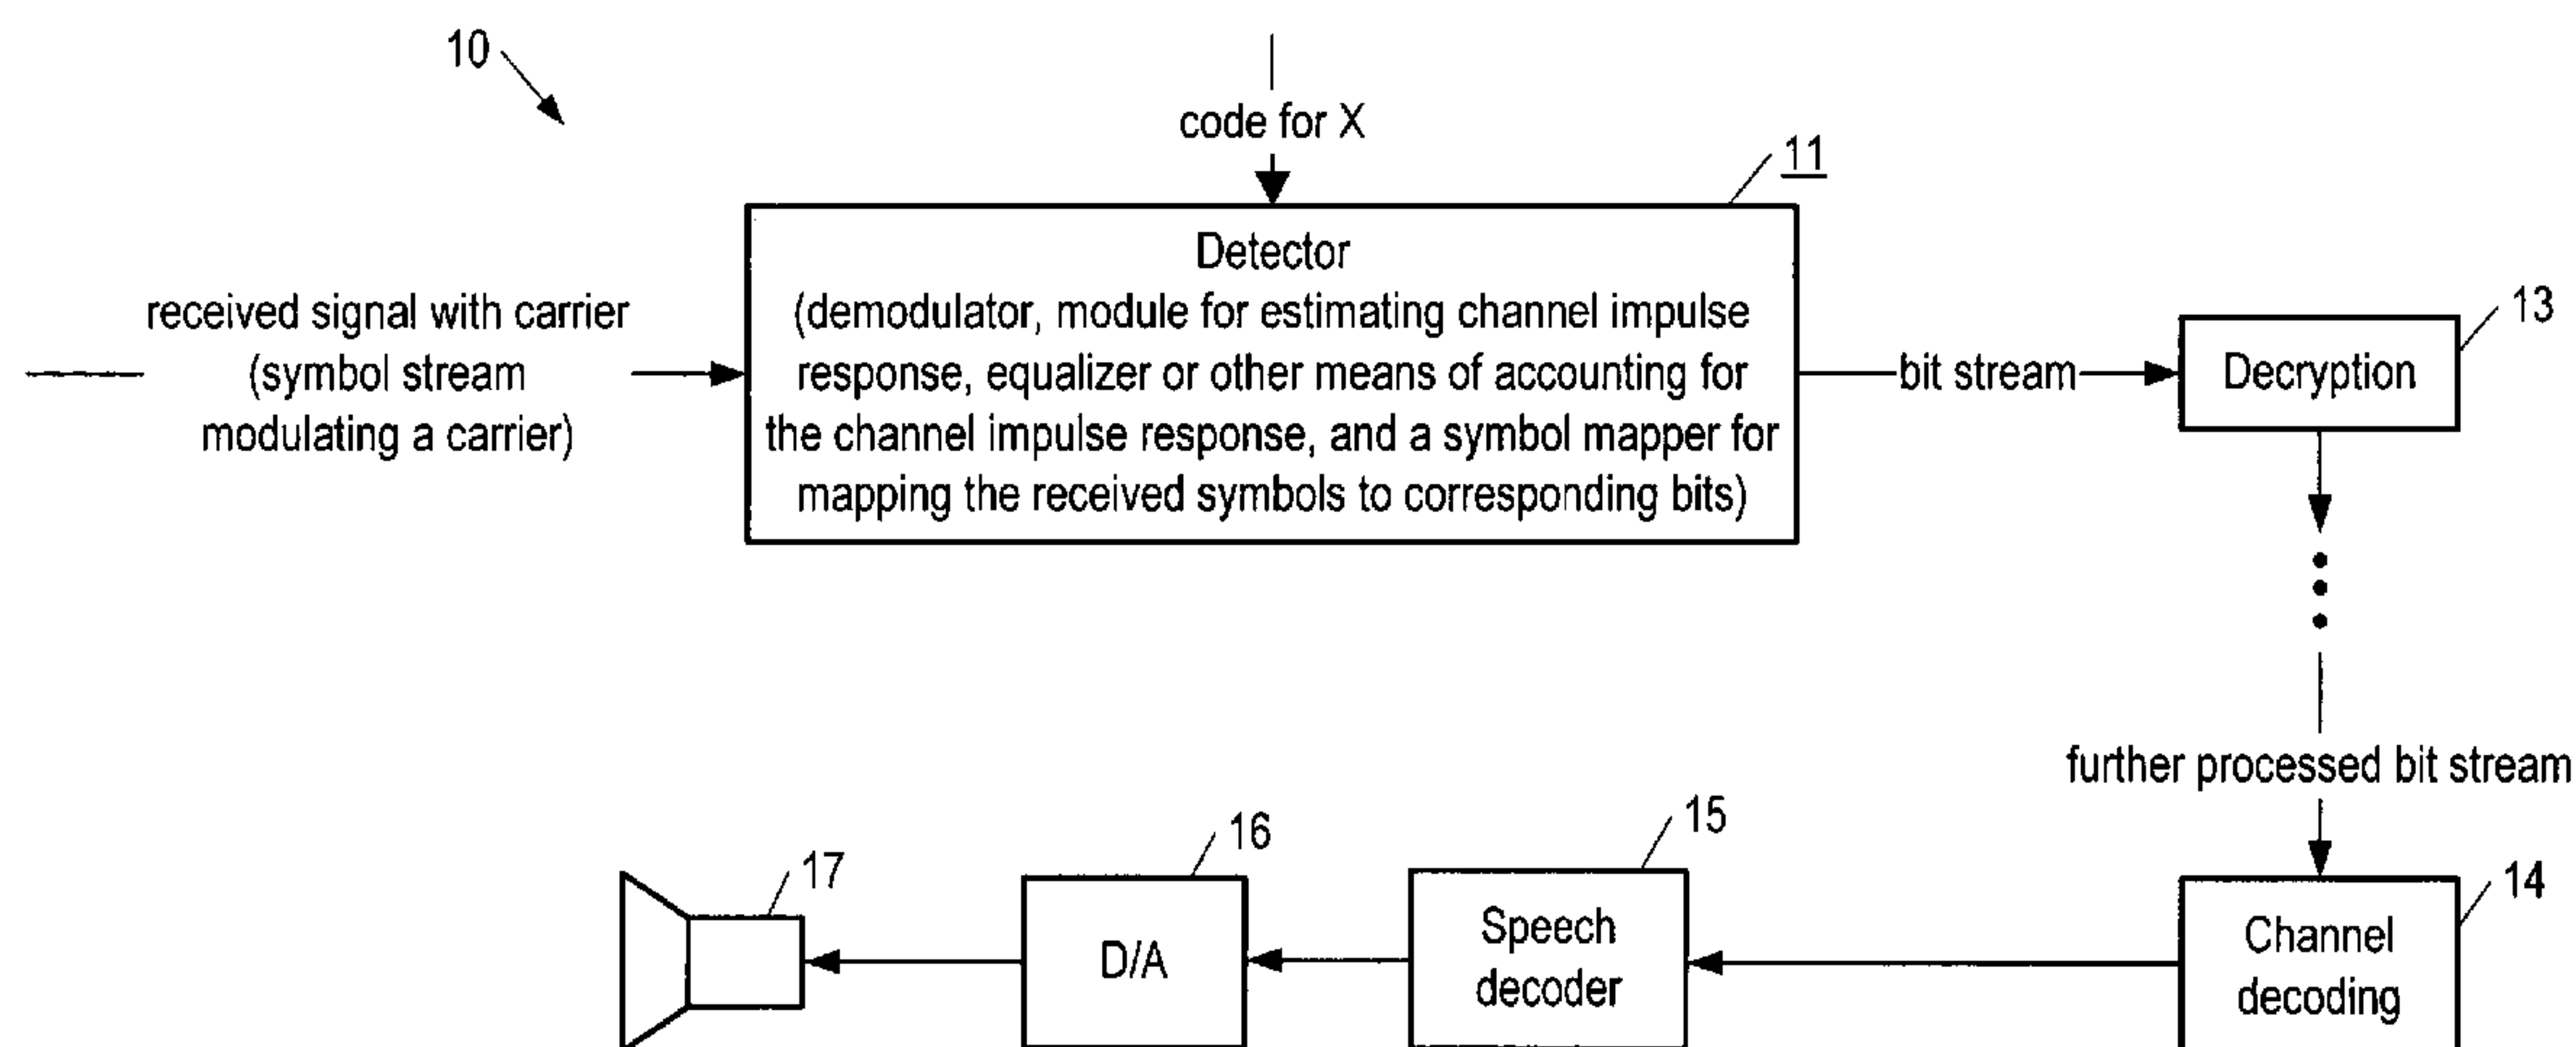 10
code for X
11
received signal with carrier
(symbol stream
modulating a carrier)
Detector
(demodulator, module for estimating channel impulse
response, equalizer or other means of accounting for
the channel impulse response, and a symbol mapper for
mapping the received symbols to corresponding bits)
bit stream
13
Decryption
further processed bit stream
14
Channel
decoding
15
Speech
decoder
16
D/A
17